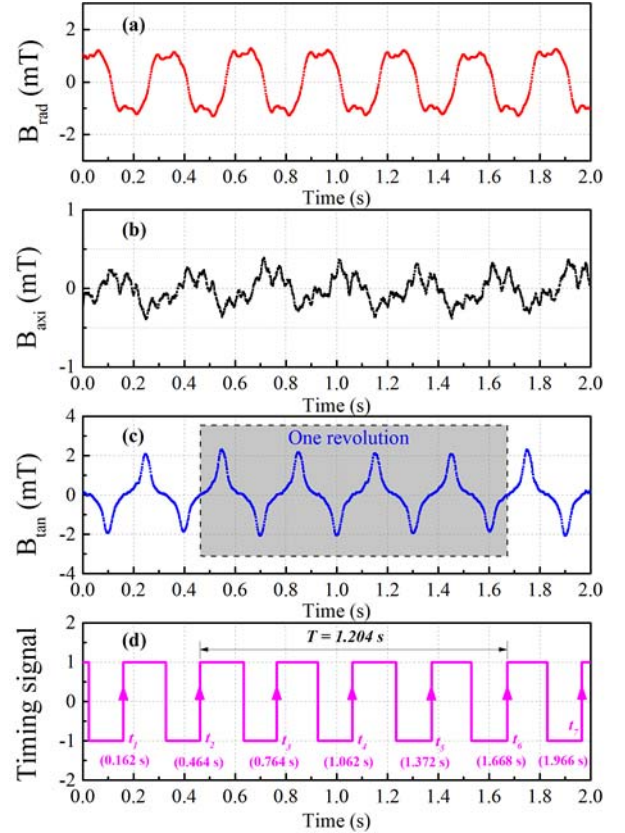 (a)
B_rad (mT)
2
0
-2
0.0 0.2 0.4 0.6 0.8 1.0 1.2 1.4 1.6 1.8 2.0
Time (s)
(b)
B_axi (mT)
1
0
-1
0.0 0.2 0.4 0.6 0.8 1.0 1.2 1.4 1.6 1.8 2.0
Time (s)
(c)
One revolution
B_tan (mT)
4
2
0
-2
-4
0.0 0.2 0.4 0.6 0.8 1.0 1.2 1.4 1.6 1.8 2.0
Time (s)
(d)
T = 1.204 s
Timing signal
2
1
0
-1
-2
t_1 t_2 t_3 t_4 t_5 t_6 t_7
(0.162 s) (0.464 s) (0.764 s) (1.062 s) (1.372 s) (1.668 s) (1.966 s)
0.0 0.2 0.4 0.6 0.8 1.0 1.2 1.4 1.6 1.8 2.0
Time (s)